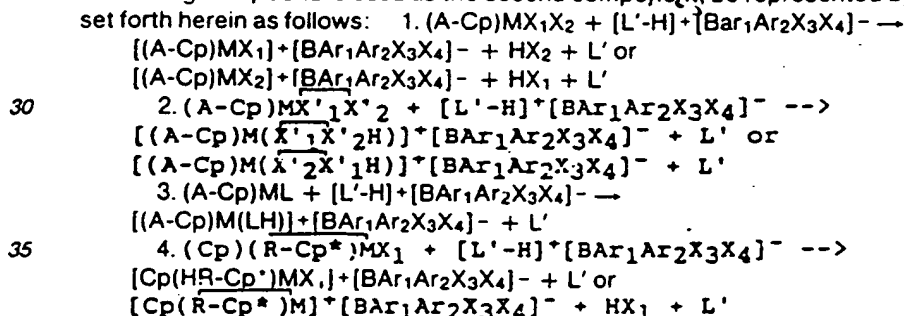 set forth herein as follows: 1. (A-Cp)MX₁X₂ + [L'-H]⁺[Bar₁Ar₂X₃X₄]⁻ →
[(A-Cp)MX₁]+[BAr₁Ar₂X₃X₄]- + HX₂ + L' or
[(A-Cp)MX₂]+[BAr₁Ar₂X₃X₄]- + HX₁ + L'
30 2. (A-Cp)MX'₁X'₂ + [L'-H]⁺[BAr₁Ar₂X₃X₄]⁻ -->
[(A-Cp)M(X'₁X'₂H)]⁺[BAr₁Ar₂X₃X₄]⁻ + L' or
[(A-Cp)M(X'₂X'₁H)]⁺[BAr₁Ar₂X₃X₄]⁻ + L'
3. (A-Cp)ML + [L'-H]+[BAr₁Ar₂X₃X₄]- →
[(A-Cp)M(LH)]+[BAr₁Ar₂X₃X₄]- + L'
35 4. (Cp)(R-Cp*)MX₁ + [L'-H]⁺[BAr₁Ar₂X₃X₄]⁻ -->
[Cp(HR-Cp*)MX₁]+[BAr₁Ar₂X₃X₄]- + L' or
[Cp(R-Cp*)M]⁺[BAr₁Ar₂X₃X₄]⁻ + HX₁ + L'